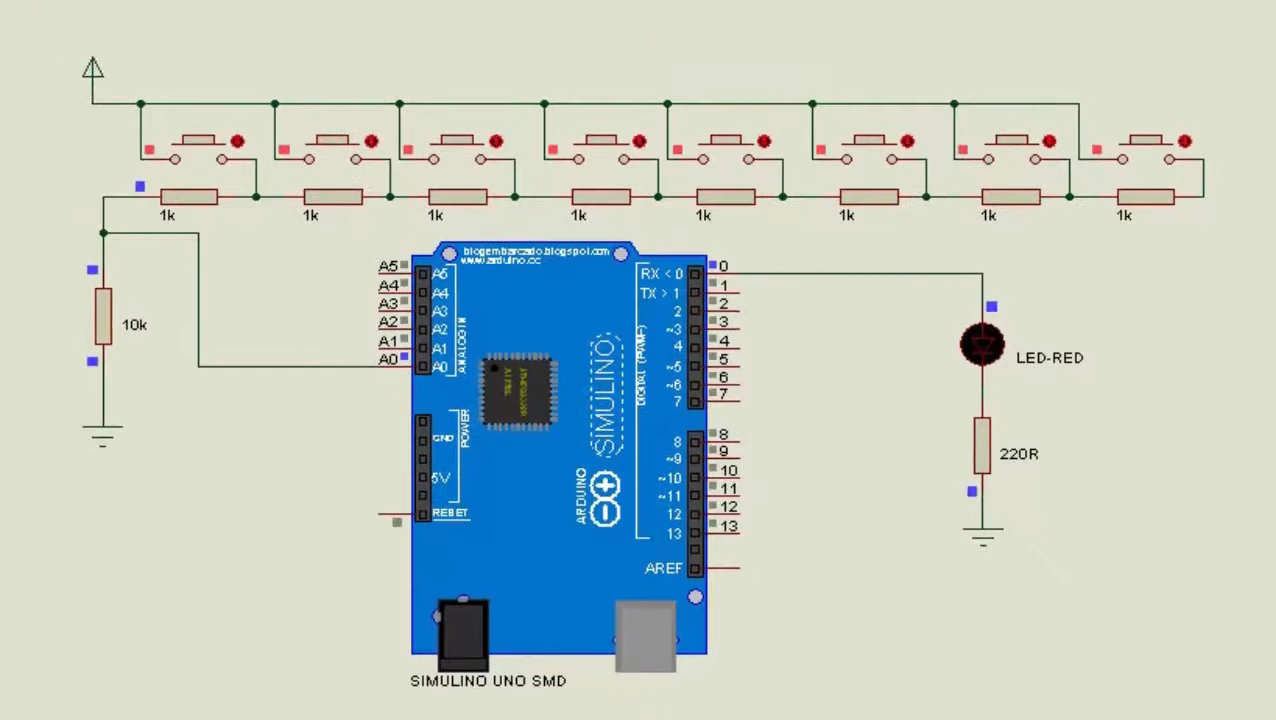 1k 1k 1k 1k 1k 1k 1k 1k
10k
blogembarcado.blogspot.com
www.arduino.cc
A5 A5 RX < 0 0
A4 A4 TX > 1 1
A3 A3 2 2
A2 A2 ~3 3
A1 A1 4 4
A0 A0 ~5 5
~6 6
7 7
ANALOG IN
DIGITAL (PWM~)
SIMULINO
ATMEL
LED-RED
220R
GND
POWER
5V
RESET
ARDUINO
8 8
~9 9
~10 10
~11 11
12 12
13 13
AREF
SIMULINO UNO SMD